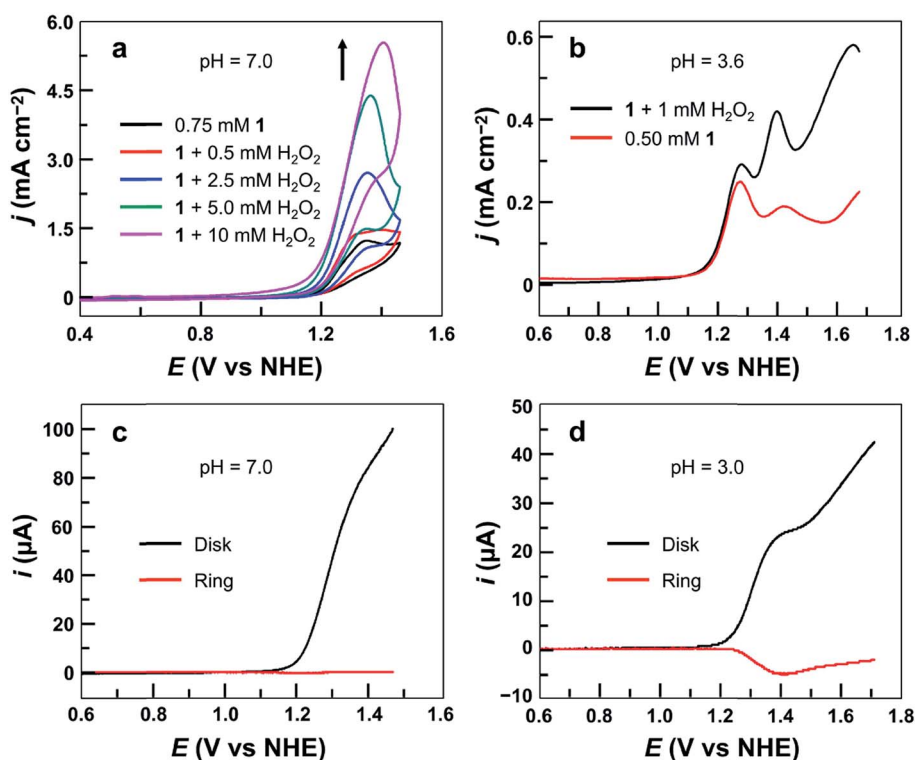 a
pH = 7.0
0.75 mM 1
1 + 0.5 mM H₂O₂
1 + 2.5 mM H₂O₂
1 + 5.0 mM H₂O₂
1 + 10 mM H₂O₂
6.0
4.5
3.0
1.5
0
j (mA cm⁻²)
0.4
0.8
1.2
1.6
E (V vs NHE)
b
pH = 3.6
1 + 1 mM H₂O₂
0.50 mM 1
0.6
0.4
0.2
0
j (mA cm⁻²)
0.6
0.8
1.0
1.2
1.4
1.6
1.8
E (V vs NHE)
c
pH = 7.0
Disk
Ring
100
80
60
40
20
0
i (μA)
0.6
0.8
1.0
1.2
1.4
1.6
E (V vs NHE)
d
pH = 3.0
Disk
Ring
50
40
30
20
10
0
−10
i (μA)
0.6
0.8
1.0
1.2
1.4
1.6
1.8
E (V vs NHE)